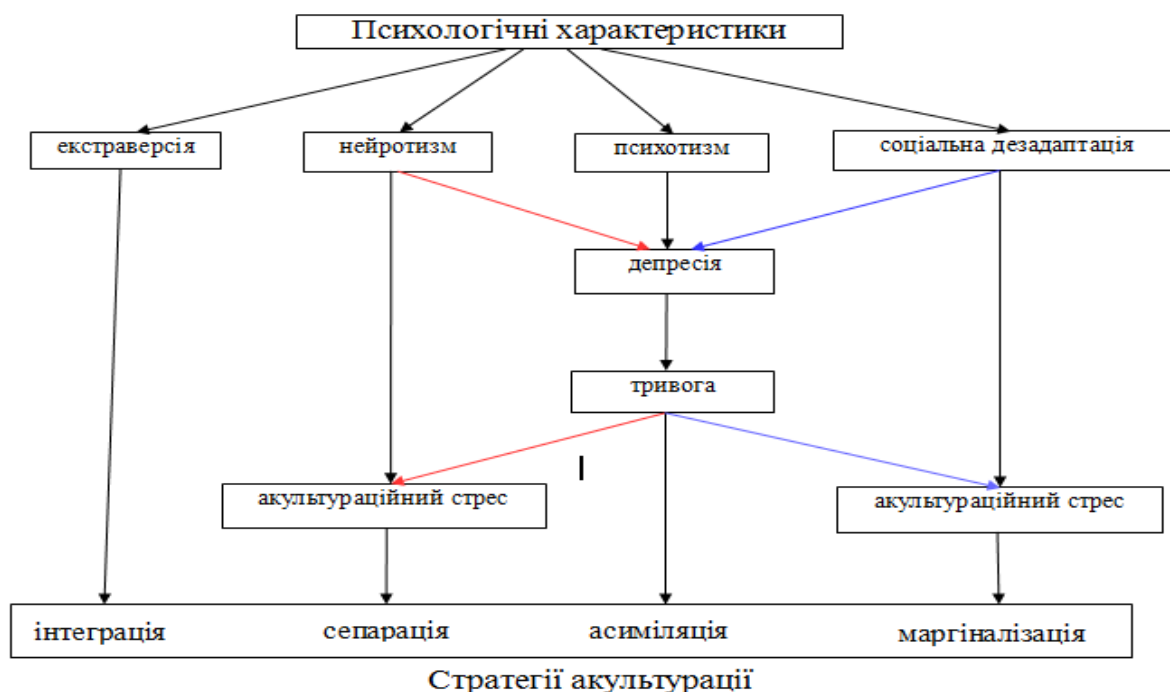 Психологічні характеристики
екстраверсія
нейротизм
психотизм
соціальна дезадаптація
депресія
тривога
акультураційний стрес
акультураційний стрес
інтеграція
сепарація
асиміляція
маргіналізація
Стратегії акультурації